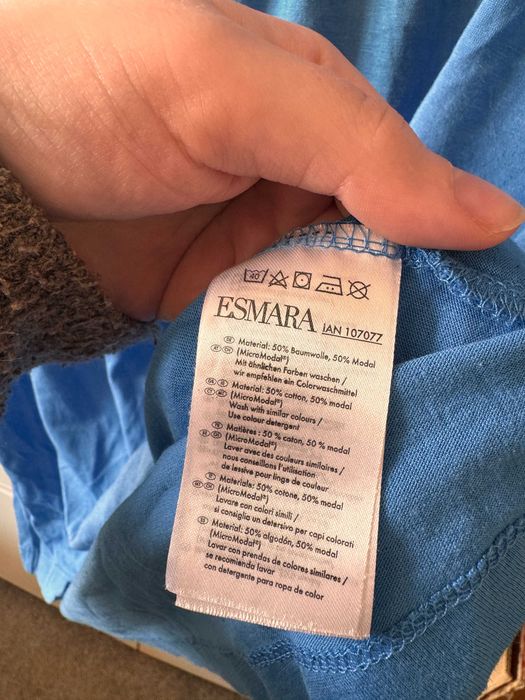 40
ESMARA IAN 107077
Material: 50% Baumwolle, 50% Modal
(MicroModal®)
Mit ähnlichen Farben waschen /
wir empfehlen ein Colorwaschmittel
Material: 50% cotton, 50% modal
(MicroModal®)
Wash with similar colours /
Use colour detergent
Matières : 50 % coton, 50 % modal
(MicroModal®)
Laver avec des couleurs similaires /
nous conseillons l'utilisation
de lessive pour linge de couleur
Materiale: 50% cotone, 50% modal
(MicroModal®)
Lavare con colori simili /
si consiglia un detersivo per capi colorati
Material: 50% algodón, 50% modal
(MicroModal®)
Lavar con prendas de colores similares /
se recomienda lavar
con detergente para ropa de color